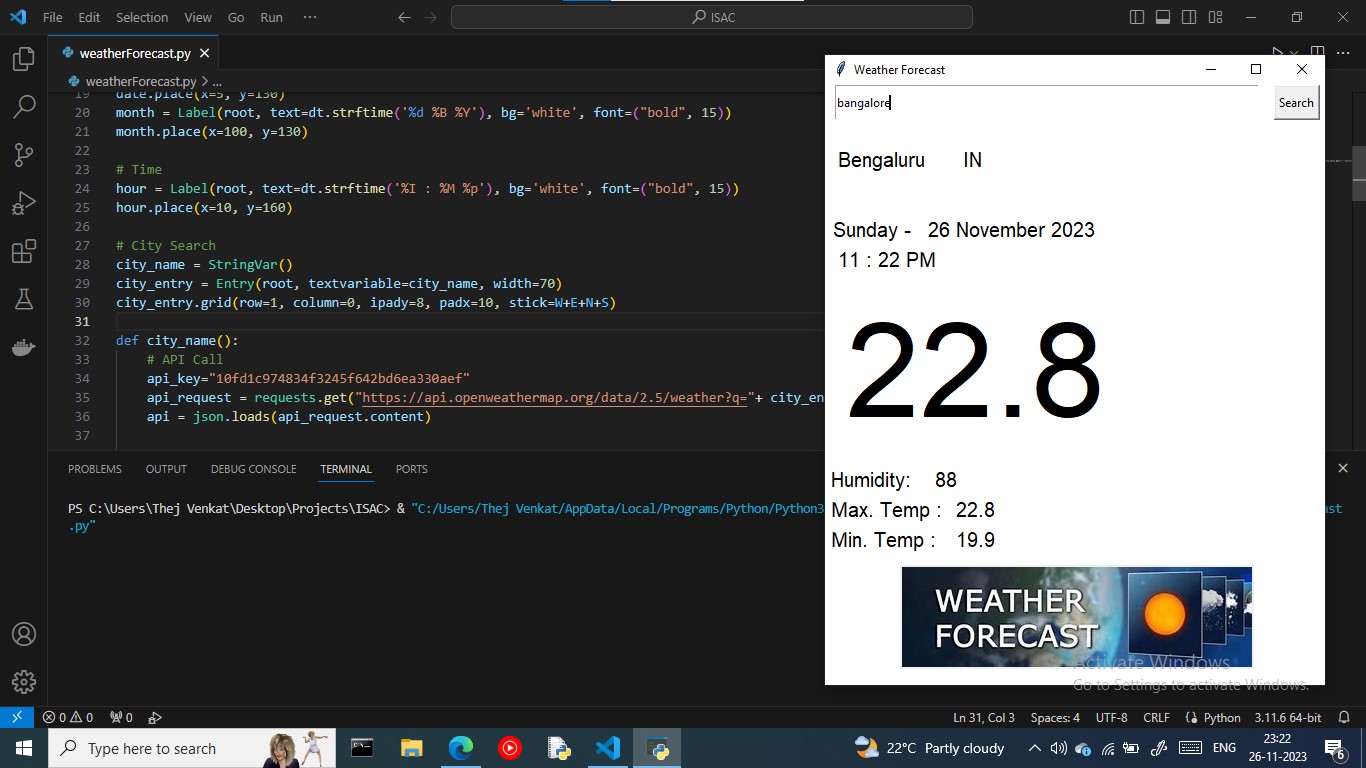 File Edit Selection View Go Run ··· ISAC
weatherForecast.py
weatherForecast.py > ...
19 date.place(x=5, y=130)
20 month = Label(root, text=dt.strftime('%d %B %Y'), bg='white', font=("bold", 15))
21 month.place(x=100, y=130)
22
23 # Time
24 hour = Label(root, text=dt.strftime('%I : %M %p'), bg='white', font=("bold", 15))
25 hour.place(x=10, y=160)
26
27 # City Search
28 city_name = StringVar()
29 city_entry = Entry(root, textvariable=city_name, width=70)
30 city_entry.grid(row=1, column=0, ipady=8, padx=10, stick=W+E+N+S)
31
32 def city_name():
33 # API Call
34 api_key="10fd1c974834f3245f642bd6ea330aef"
35 api_request = requests.get("https://api.openweathermap.org/data/2.5/weather?q="+ city_en
36 api = json.loads(api_request.content)
37
PROBLEMS OUTPUT DEBUG CONSOLE TERMINAL PORTS
PS C:\Users\Thej Venkat\Desktop\Projects\ISAC> & "C:/Users/Thej Venkat/AppData/Local/Programs/Python/Python3
ast
.py"
Weather Forecast
bangalore
Search
Bengaluru IN
Sunday - 26 November 2023
11 : 22 PM
22.8
Humidity: 88
Max. Temp : 22.8
Min. Temp : 19.9
WEATHER
FORECAST
Activate Windows
Go to Settings to activate Windows.
0 0 0 Ln 31, Col 3 Spaces: 4 UTF-8 CRLF Python 3.11.6 64-bit
Type here to search 22°C Partly cloudy ENG 23:22
26-11-2023 6